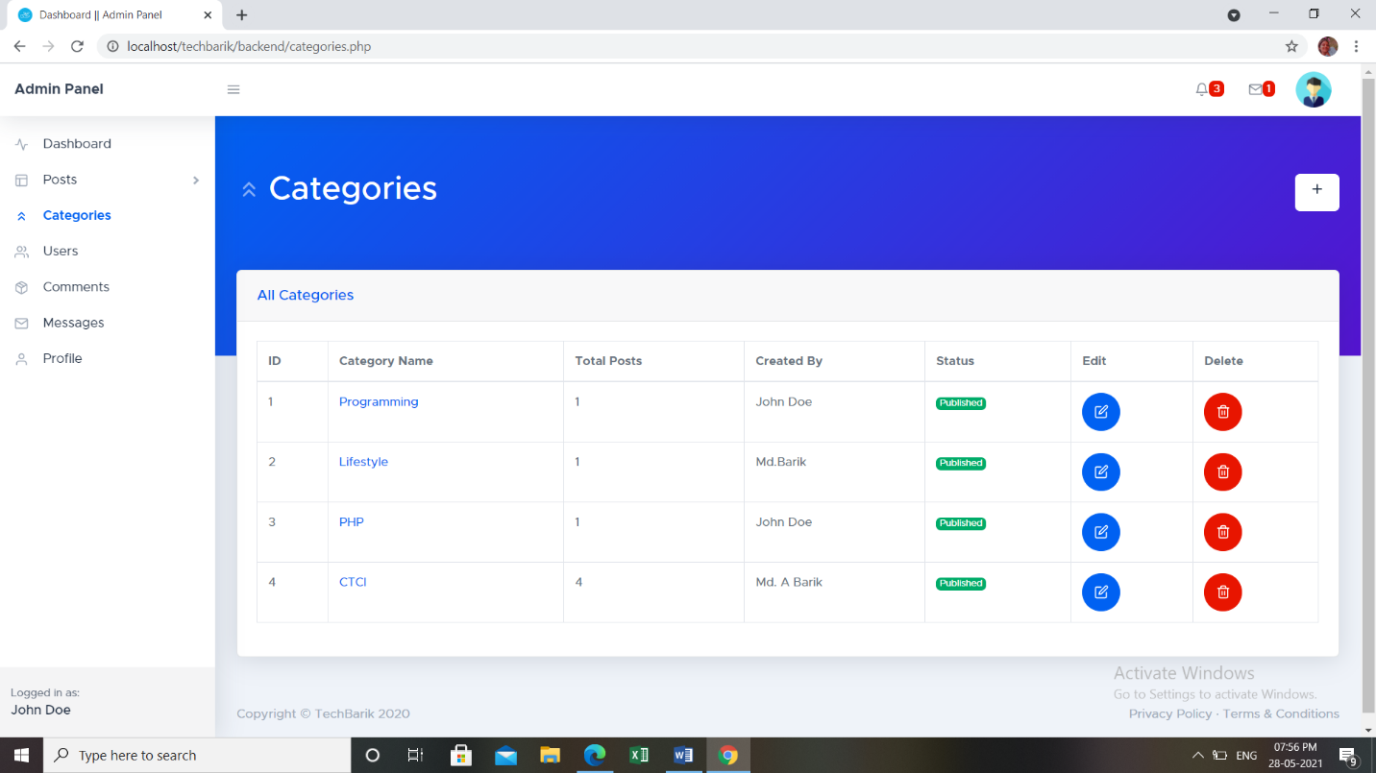 Dashboard || Admin Panel
localhost/techbarik/backend/categories.php
Admin Panel
3
1
Dashboard
Posts
Categories
Users
Comments
Messages
Profile
Logged in as:
John Doe
Categories
+
All Categories
ID Category Name Total Posts Created By Status Edit Delete
1 Programming 1 John Doe Published
2 Lifestyle 1 Md.Barik Published
3 PHP 1 John Doe Published
4 CTCI 4 Md. A Barik Published
Activate Windows
Go to Settings to activate Windows.
Copyright © TechBarik 2020
Privacy Policy · Terms & Conditions
Type here to search
ENG
07:56 PM
28-05-2021
9